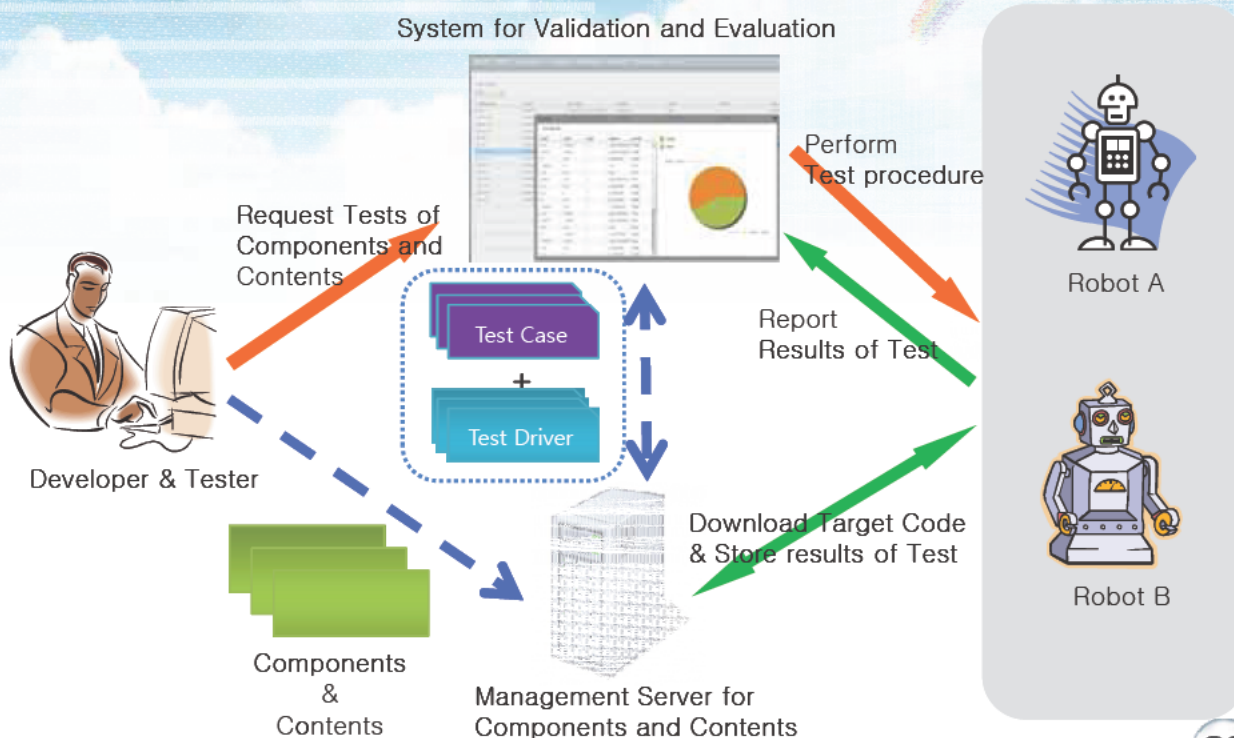 System for Validation and Evaluation
Perform
Test procedure
Request Tests of
Components and
Contents
Robot A
Test Case
+
Test Driver
Report
Results of Test
Developer & Tester
Download Target Code
& Store results of Test
Robot B
Components
&
Contents
Management Server for
Components and Contents